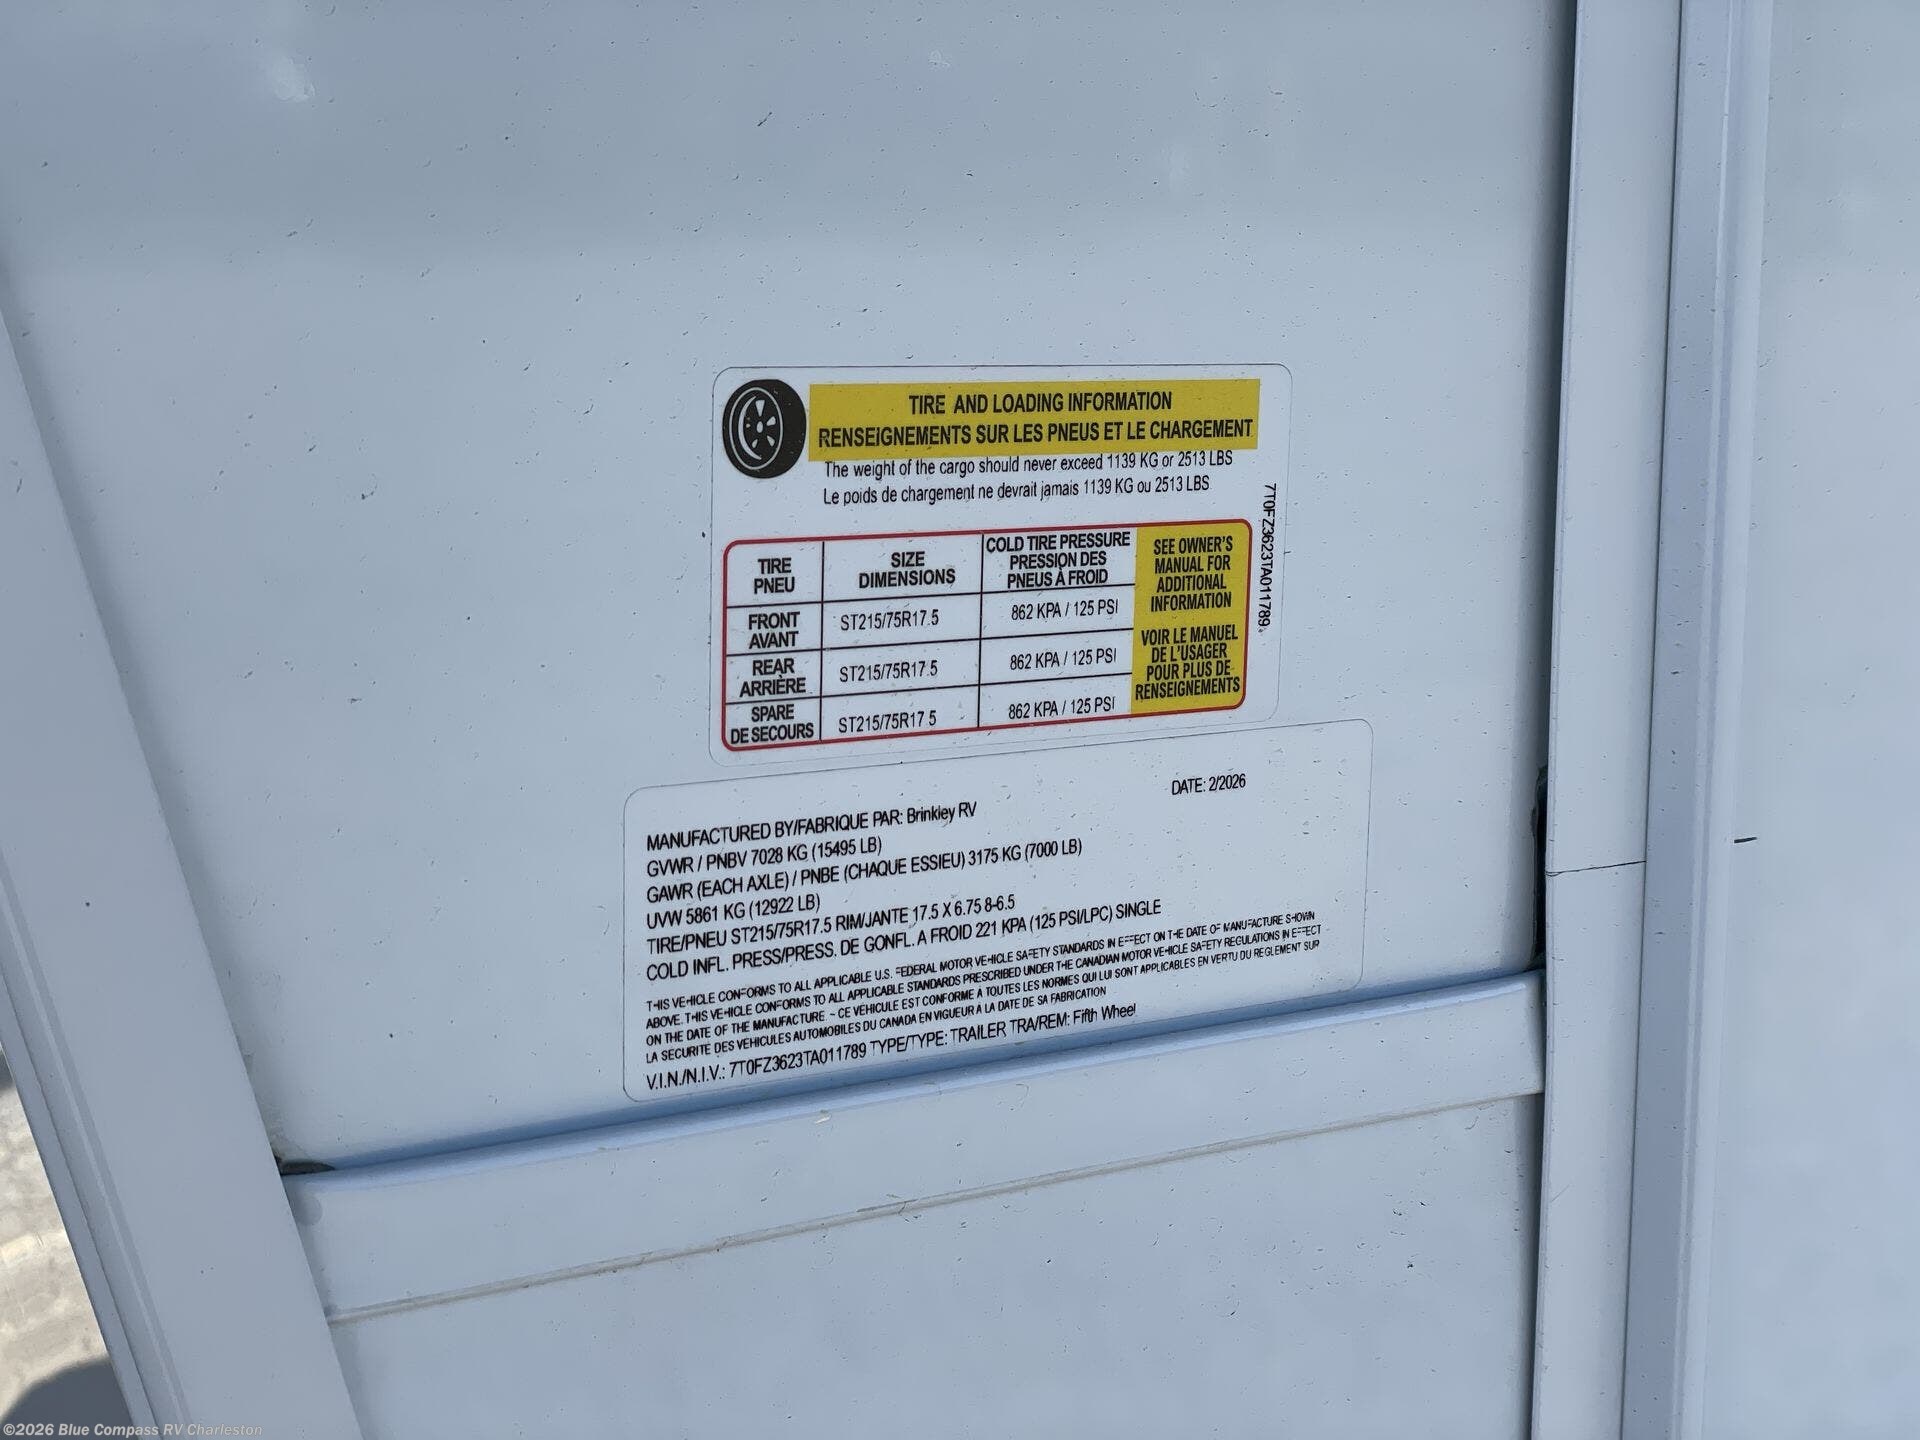 TIRE AND LOADING INFORMATION
RENSEIGNEMENTS SUR LES PNEUS ET LE CHARGEMENT
The weight of the cargo should never exceed 1139 KG or 2513 LBS
Le poids de chargement ne devrait jamais 1139 KG ou 2513 LBS
7T0FZ3623TA011789
TIRE PNEU
SIZE DIMENSIONS
COLD TIRE PRESSURE PRESSION DES PNEUS À FROID
FRONT AVANT
ST215/75R17.5
862 KPA / 125 PSI
REAR ARRIÈRE
ST215/75R17.5
862 KPA / 125 PSI
SPARE DE SECOURS
ST215/75R17.5
862 KPA / 125 PSI
SEE OWNER'S
MANUAL FOR
ADDITIONAL
INFORMATION
VOIR LE MANUEL
DE L'USAGER
POUR PLUS DE
RENSEIGNEMENTS
DATE: 2/2026
MANUFACTURED BY/FABRIQUE PAR: Brinkley RV
GVWR / PNBV 7028 KG (15495 LB)
GAWR (EACH AXLE) / PNBE (CHAQUE ESSIEU) 3175 KG (7000 LB)
UVW 5861 KG (12922 LB)
TIRE/PNEU ST215/75R17.5 RIM/JANTE 17.5 X 6.75 8-6.5
COLD INFL. PRESS/PRESS. DE GONFL. A FROID 221 KPA (125 PSI/LPC) SINGLE
THIS VEHICLE CONFORMS TO ALL APPLICABLE U.S. FEDERAL MOTOR VEHICLE SAFETY STANDARDS IN EFFECT ON THE DATE OF MANUFACTURE SHOWN
ABOVE. THIS VEHICLE CONFORMS TO ALL APPLICABLE STANDARDS PRESCRIBED UNDER THE CANADIAN MOTOR VEHICLE SAFETY REGULATIONS IN EFFECT
ON THE DATE OF THE MANUFACTURE. ~ CE VEHICULE EST CONFORME A TOUTES LES NORMES QUI LUI SONT APPLICABLES EN VERTU DU REGLEMENT SUR
LA SECURITE DES VEHICULES AUTOMOBILES DU CANADA EN VIGUEUR A LA DATE DE SA FABRICATION
V.I.N./N.I.V.: 7T0FZ3623TA011789 TYPE/TYPE: TRAILER TRA/REM: Fifth Wheel
©2026 Blue Compass RV Charleston